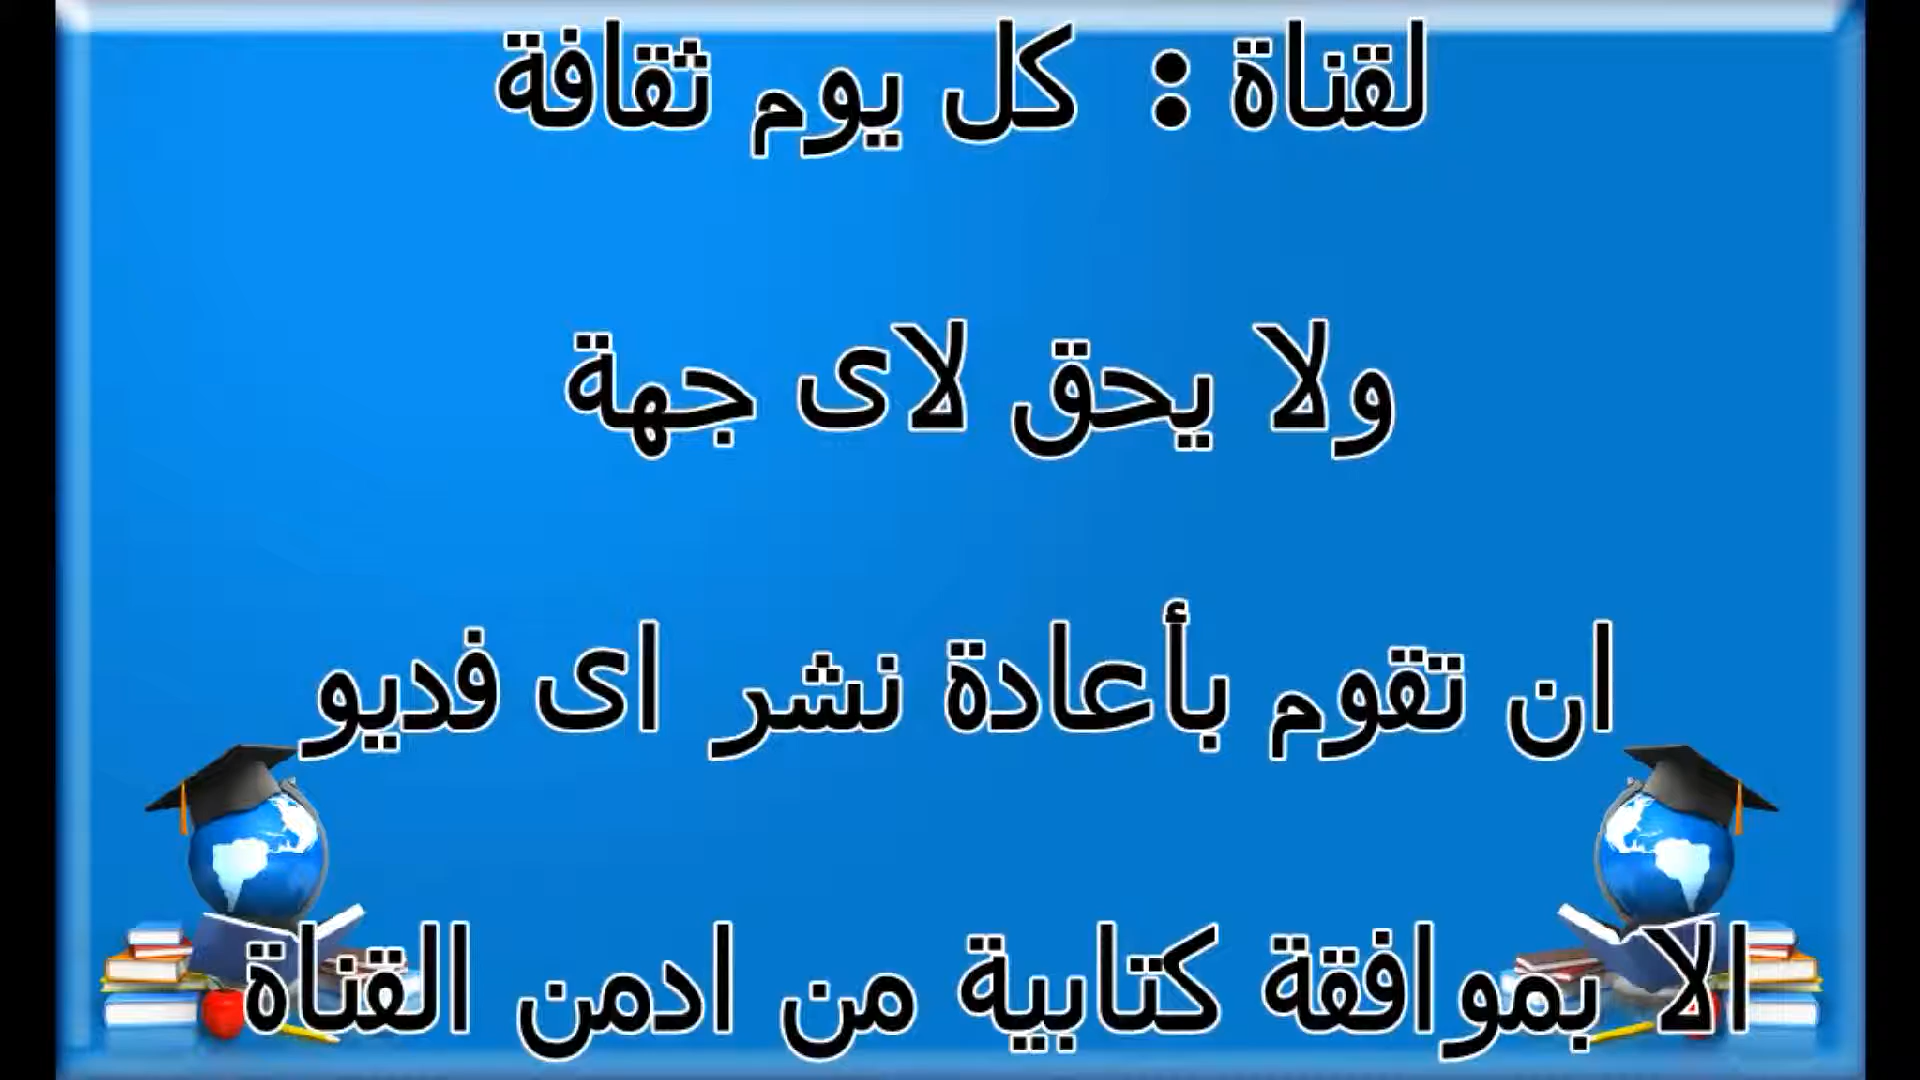 لقناة : كل يوم ثقافة
ولا يحق لاى جهة
ان تقوم بأعادة نشر اى فديو
الا بموافقة كتابية من ادمن القناة